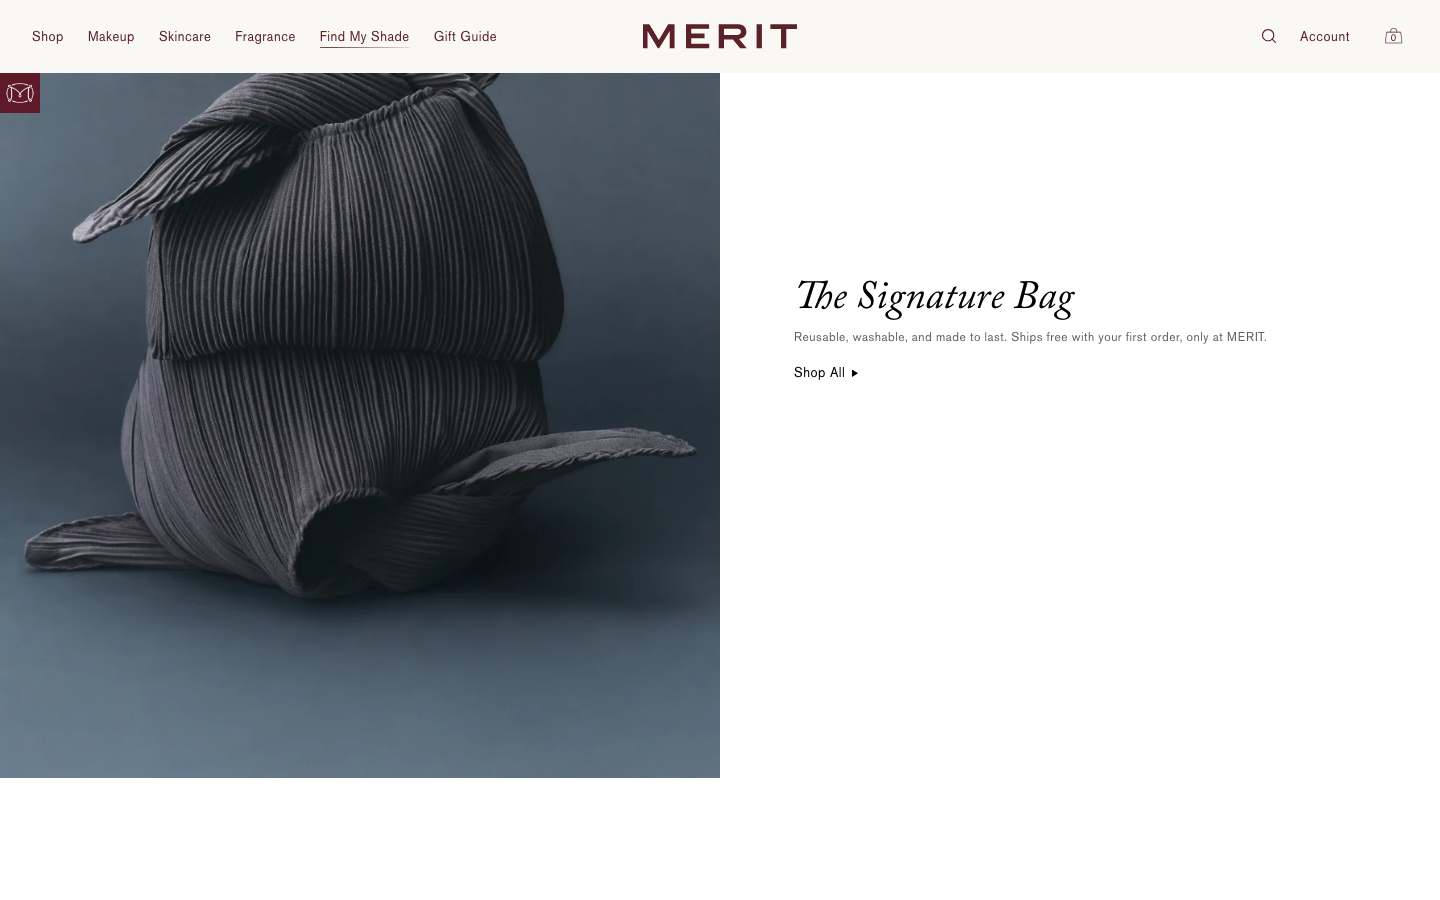 Shop
Makeup
Skincare
Fragrance
Find My Shade
Gift Guide
MERIT
Account
0
The Signature Bag
Reusable, washable, and made to last. Ships free with your first order, only at MERIT.
Shop All